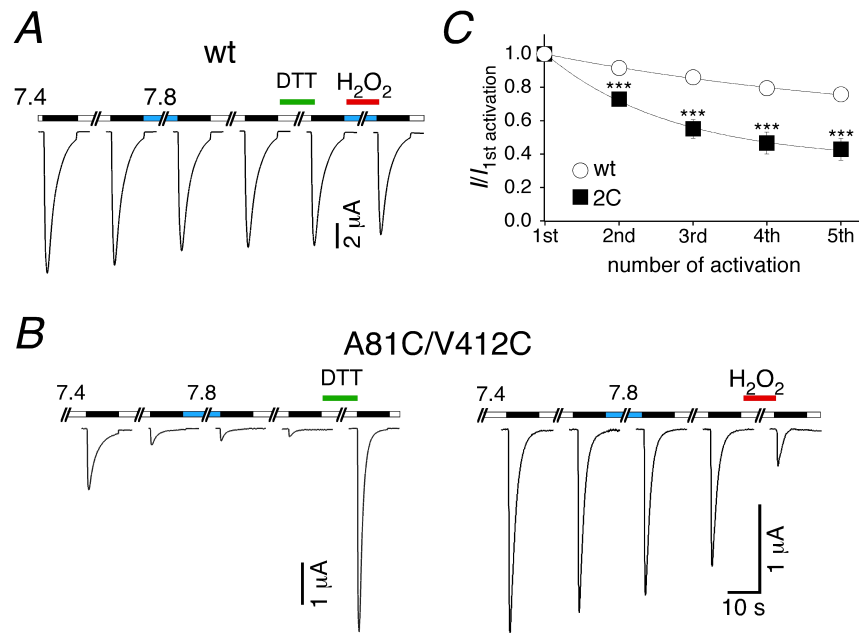 A
wt
DTT
H₂O₂
7.4
7.8
2 μA
C
I/I1st activation
1.0
0.8
0.6
0.4
0.2
0.0
***
***
***
***
wt
2C
1st
2nd
3rd
4th
5th
number of activation
B
A81C/V412C
DTT
7.4
7.8
1 μA
H₂O₂
7.4
7.8
1 μA
10 s